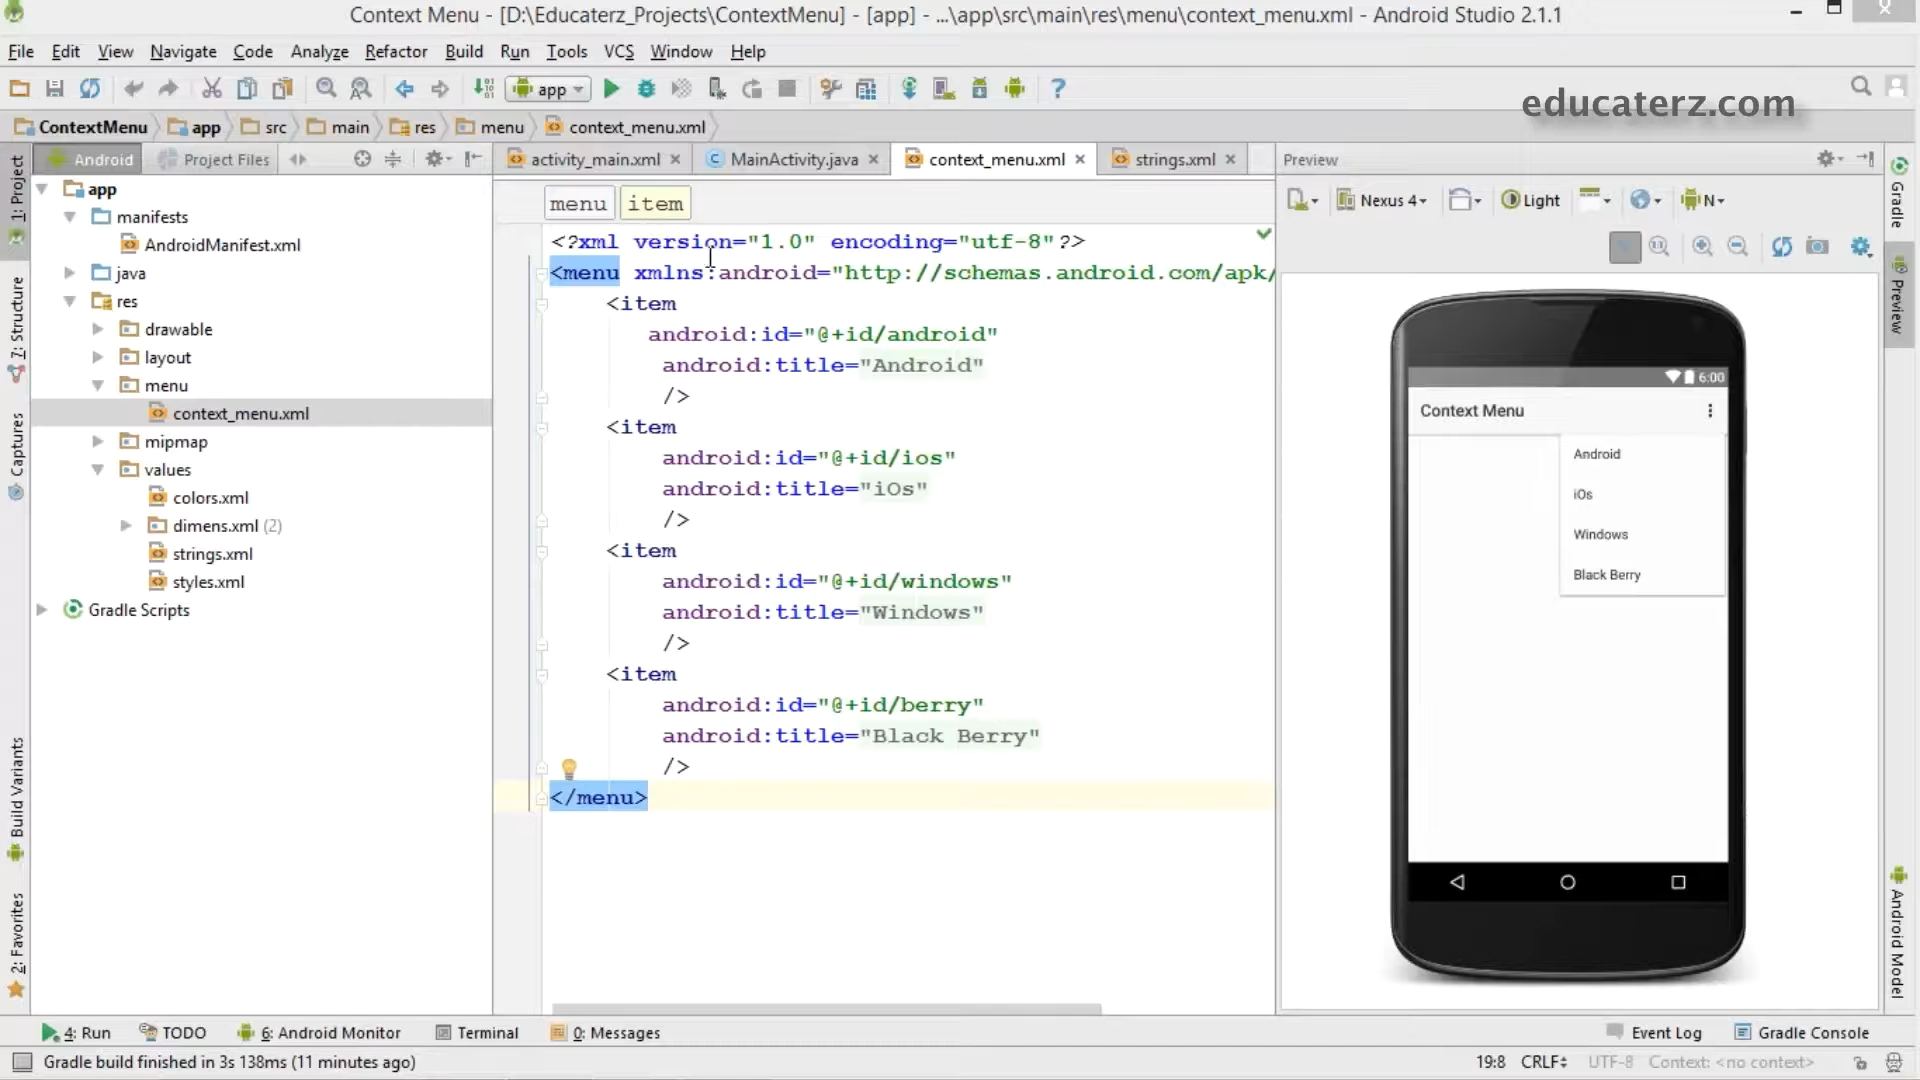 Context Menu - [D:\Educaterz_Projects\ContextMenu] - [app] - ...\app\src\main\res\menu\context_menu.xml - Android Studio 2.1.1
File Edit View Navigate Code Analyze Refactor Build Run Tools VCS Window Help
app
educaterz.com
ContextMenu app src main res menu context_menu.xml
Android Project Files
activity_main.xml MainActivity.java context_menu.xml strings.xml
Preview
1: Project
7: Structure
Captures
Build Variants
2: Favorites
app
manifests
AndroidManifest.xml
java
res
drawable
layout
menu
context_menu.xml
mipmap
values
colors.xml
dimens.xml (2)
strings.xml
styles.xml
Gradle Scripts
menu item
<?xml version="1.0" encoding="utf-8"?>
<menu xmlns:android="http://schemas.android.com/apk/
<item
android:id="@+id/android"
android:title="Android"
/>
<item
android:id="@+id/ios"
android:title="iOs"
/>
<item
android:id="@+id/windows"
android:title="Windows"
/>
<item
android:id="@+id/berry"
android:title="Black Berry"
/>
</menu>
Nexus 4 Light N
6:00
Context Menu
Android
iOs
Windows
Black Berry
Gradle
Preview
Android Model
4: Run TODO 6: Android Monitor Terminal 0: Messages Event Log Gradle Console
Gradle build finished in 3s 138ms (11 minutes ago) 19:8 CRLF UTF-8 Context: <no context>